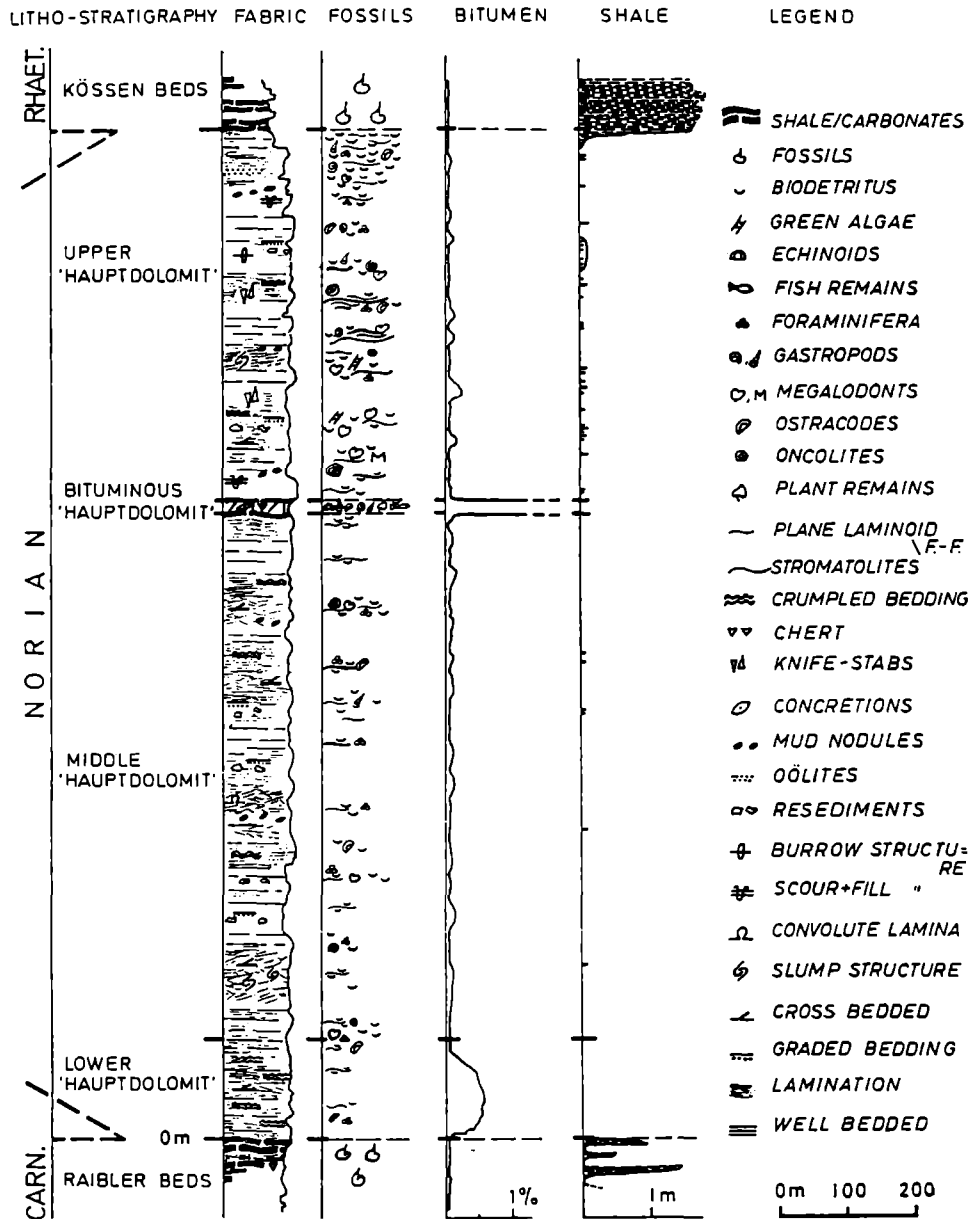 LITHO-STRATIGRAPHY FABRIC FOSSILS BITUMEN SHALE LEGEND
RHAET.
KÖSSEN BEDS
UPPER
'HAUPTDOLOMIT'
BITUMINOUS
'HAUPTDOLOMIT'
NORIAN
MIDDLE
'HAUPTDOLOMIT'
LOWER
'HAUPTDOLOMIT'
0m
CARN.
RAIBLER BEDS
M
1%
1m
SHALE/CARBONATES
FOSSILS
BIODETRITUS
GREEN ALGAE
ECHINOIDS
FISH REMAINS
FORAMINIFERA
GASTROPODS
, M MEGALODONTS
OSTRACODES
ONCOLITES
PLANT REMAINS
PLANE LAMINOID
\F.-F.
STROMATOLITES
CRUMPLED BEDDING
CHERT
KNIFE-STABS
CONCRETIONS
MUD NODULES
OÖLITES
RESEDIMENTS
BURROW STRUCTU=
RE
SCOUR+FILL "
CONVOLUTE LAMINA
SLUMP STRUCTURE
CROSS BEDDED
GRADED BEDDING
LAMINATION
WELL BEDDED
0m 100 200